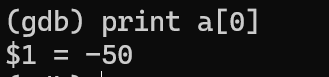 (gdb) print a[0]
$1 = -50